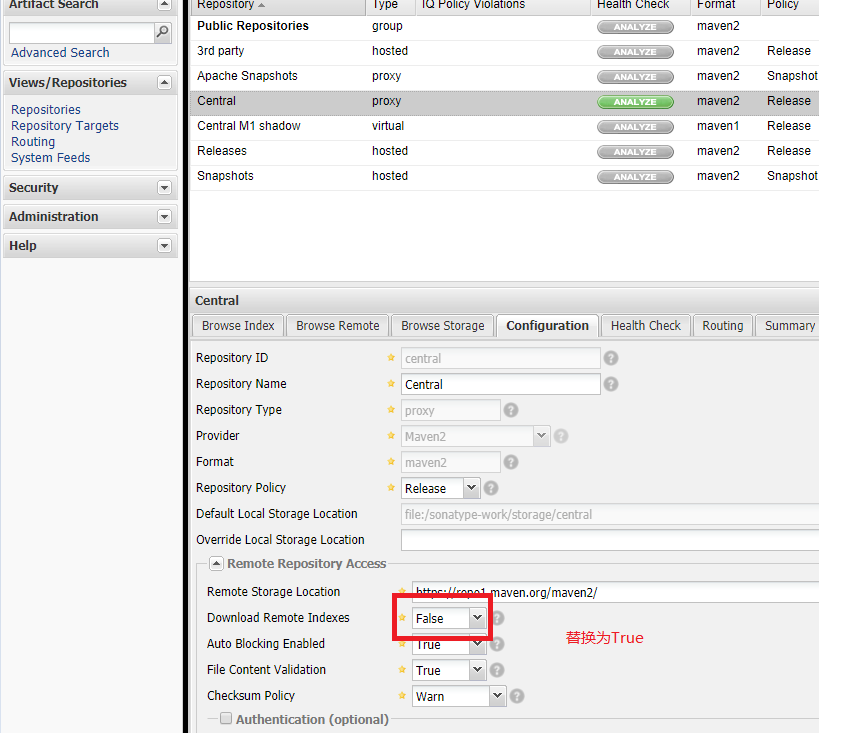 Artifact Search
Advanced Search
Views/Repositories
Repositories
Repository Targets
Routing
System Feeds
Security
Administration
Help
Repository Type IQ Policy Violations Health Check Format Policy
Public Repositories group ANALYZE maven2
3rd party hosted ANALYZE maven2 Release
Apache Snapshots proxy ANALYZE maven2 Snapshot
Central proxy ANALYZE maven2 Release
Central M1 shadow virtual ANALYZE maven1 Release
Releases hosted ANALYZE maven2 Release
Snapshots hosted ANALYZE maven2 Snapshot
Central
Browse Index Browse Remote Browse Storage Configuration Health Check Routing Summary
Repository ID central
Repository Name Central
Repository Type proxy
Provider Maven2
Format maven2
Repository Policy Release
Default Local Storage Location file:/sonatype-work/storage/central
Override Local Storage Location
Remote Repository Access
Remote Storage Location https://repo1.maven.org/maven2/
Download Remote Indexes False
替换为True
Auto Blocking Enabled True
File Content Validation True
Checksum Policy Warn
Authentication (optional)